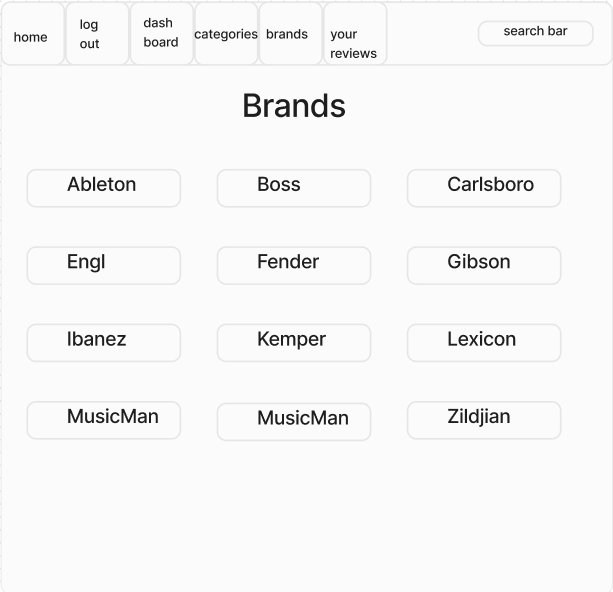 home
log
out
dash
board
categories
brands
your
reviews
search bar
Brands
Ableton
Boss
Carlsboro
Engl
Fender
Gibson
Ibanez
Kemper
Lexicon
MusicMan
MusicMan
Zildjian